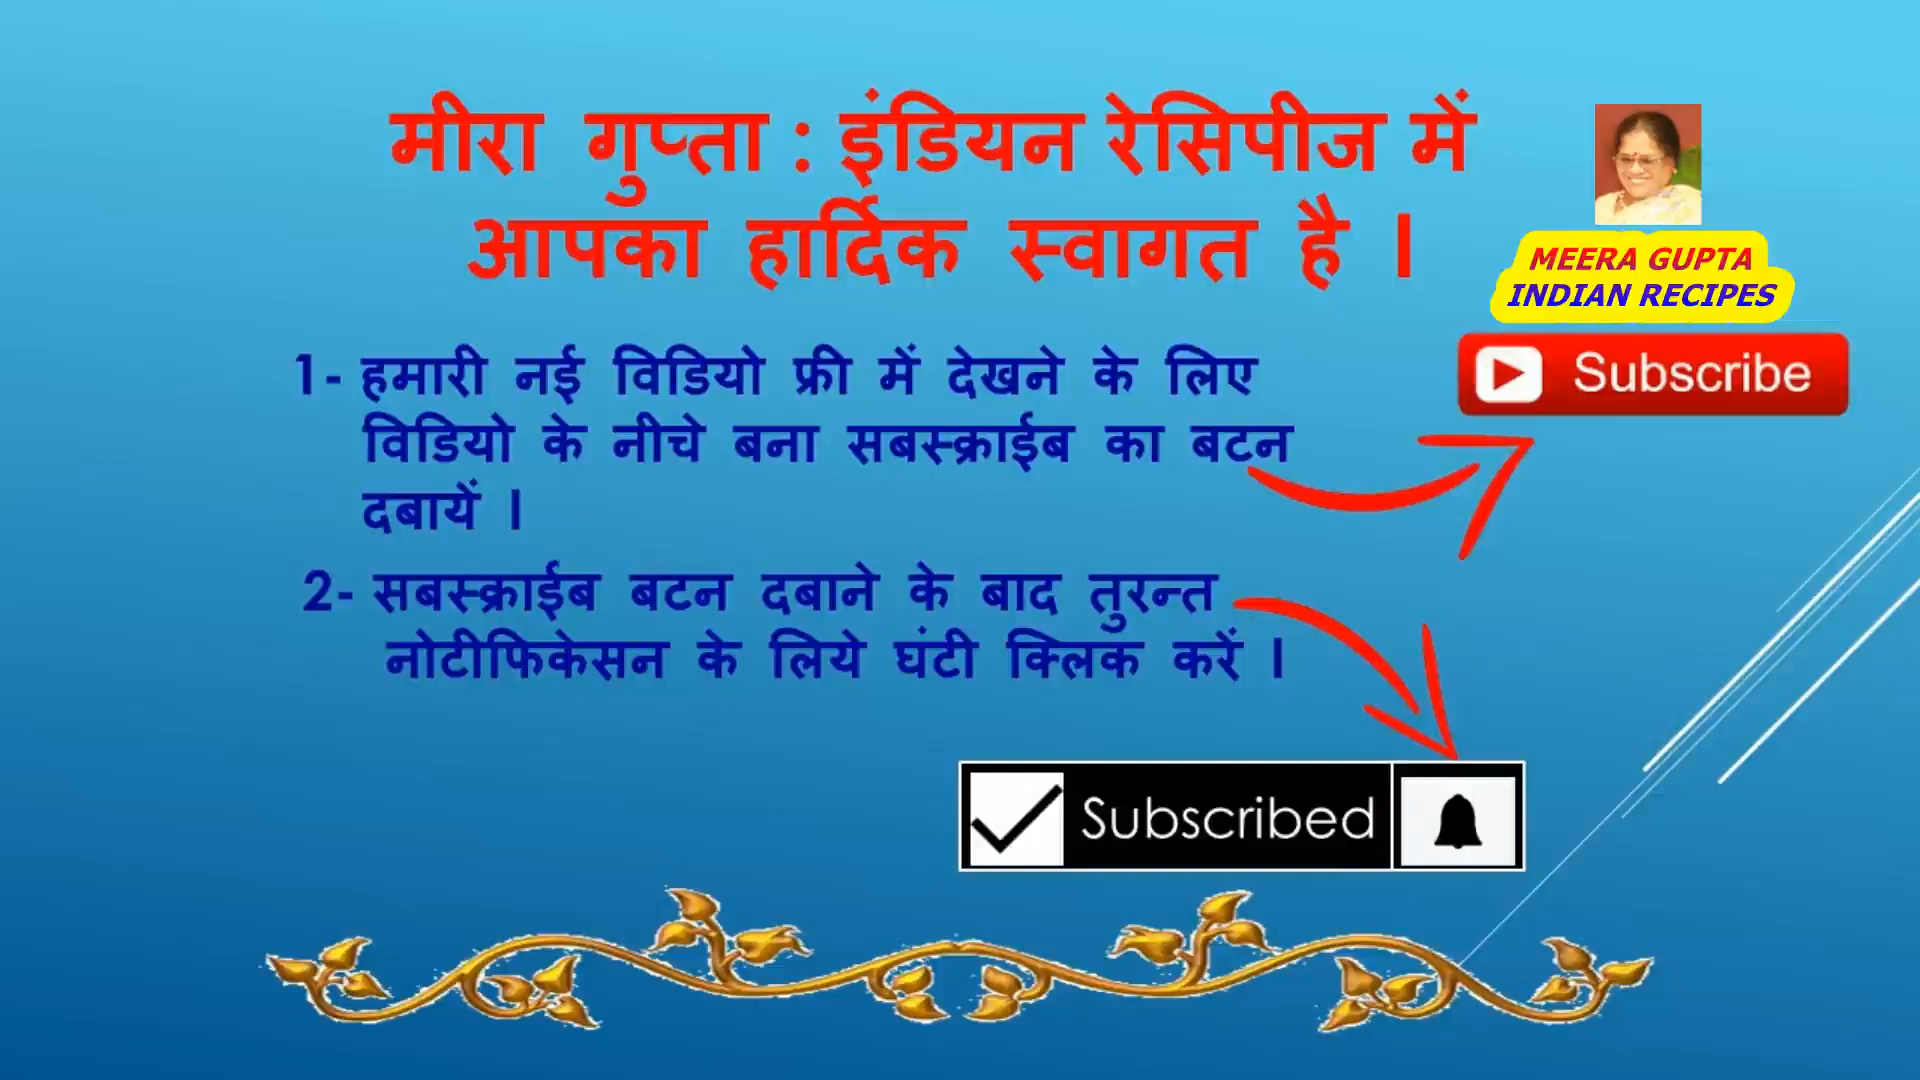 मीरा गुप्ता : इंडियन रेसिपीज में
आपका हार्दिक स्वागत है ।
MEERA GUPTA
INDIAN RECIPES
Subscribe
1- हमारी नई विडियो फ्री में देखने के लिए
विडियो के नीचे बना सबस्क्राईब का बटन
दबायें ।
2- सबस्क्राईब बटन दबाने के बाद तुरन्त
नोटीफिकेसन के लिये घंटी क्लिक करें ।
Subscribed